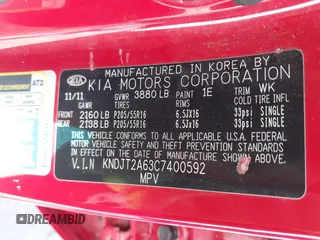 ATZ
MANUFACTURED IN KOREA BY
KIA KIA MOTORS CORPORATION
11/11 GVWR 3880 LB PAINT 1E TRIM WK
GAWR TIRES RIMS COLD TIRE INFL
FRONT 2160 LB P205/55R16 6.5JX16 33psi SINGLE
REAR 2138 LB P205/55R16 6.5JX16 33psi SINGLE
THIS VEHICLE CONFORMS TO ALL APPLICABLE U.S.
FEDERAL MOTOR VEHICLE SAFETY, BUMPER, AND
THEFT PREVENTION STANDARDS IN EFFECT ON THE
DATE OF MANUFACTURE SHOWN ABOVE.
V.I.N KNDJT2A63C7400592
MPV
DREAMBID